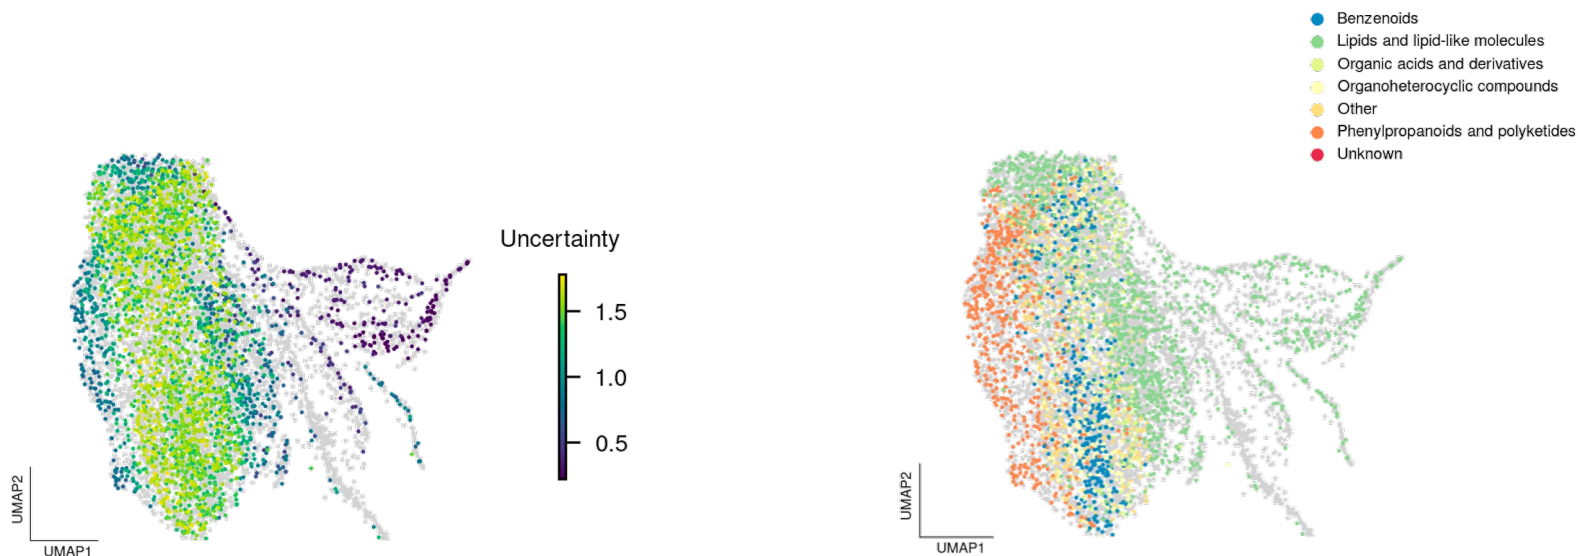 Uncertainty
1.5
1.0
0.5
UMAP2
UMAP1
Benzenoids
Lipids and lipid-like molecules
Organic acids and derivatives
Organoheterocyclic compounds
Other
Phenylpropanoids and polyketides
Unknown
UMAP2
UMAP1